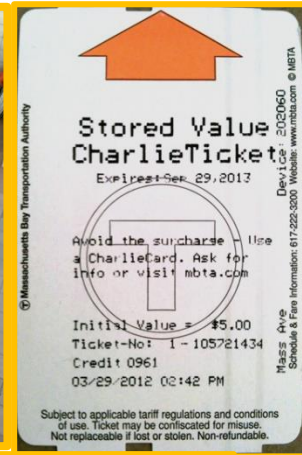 Stored Value
CharlieTicket
Expires: Sep 29,2013
Avoid the surcharge - Use
a CharlieCard. Ask for
info or visit mbta.com
Initial Value = $5.00
Ticket-No: 1-105721434
Credit 0961
03/29/2012 02:42 PM
Subject to applicable tariff regulations and conditions
of use. Ticket may be confiscated for misuse.
Not replaceable if lost or stolen. Non-refundable.
T Massachusetts Bay Transportation Authority
Mass Ave Device: 202060
Schedule & Fare Information: 617-222-3200 Website: www.mbta.com © MBTA